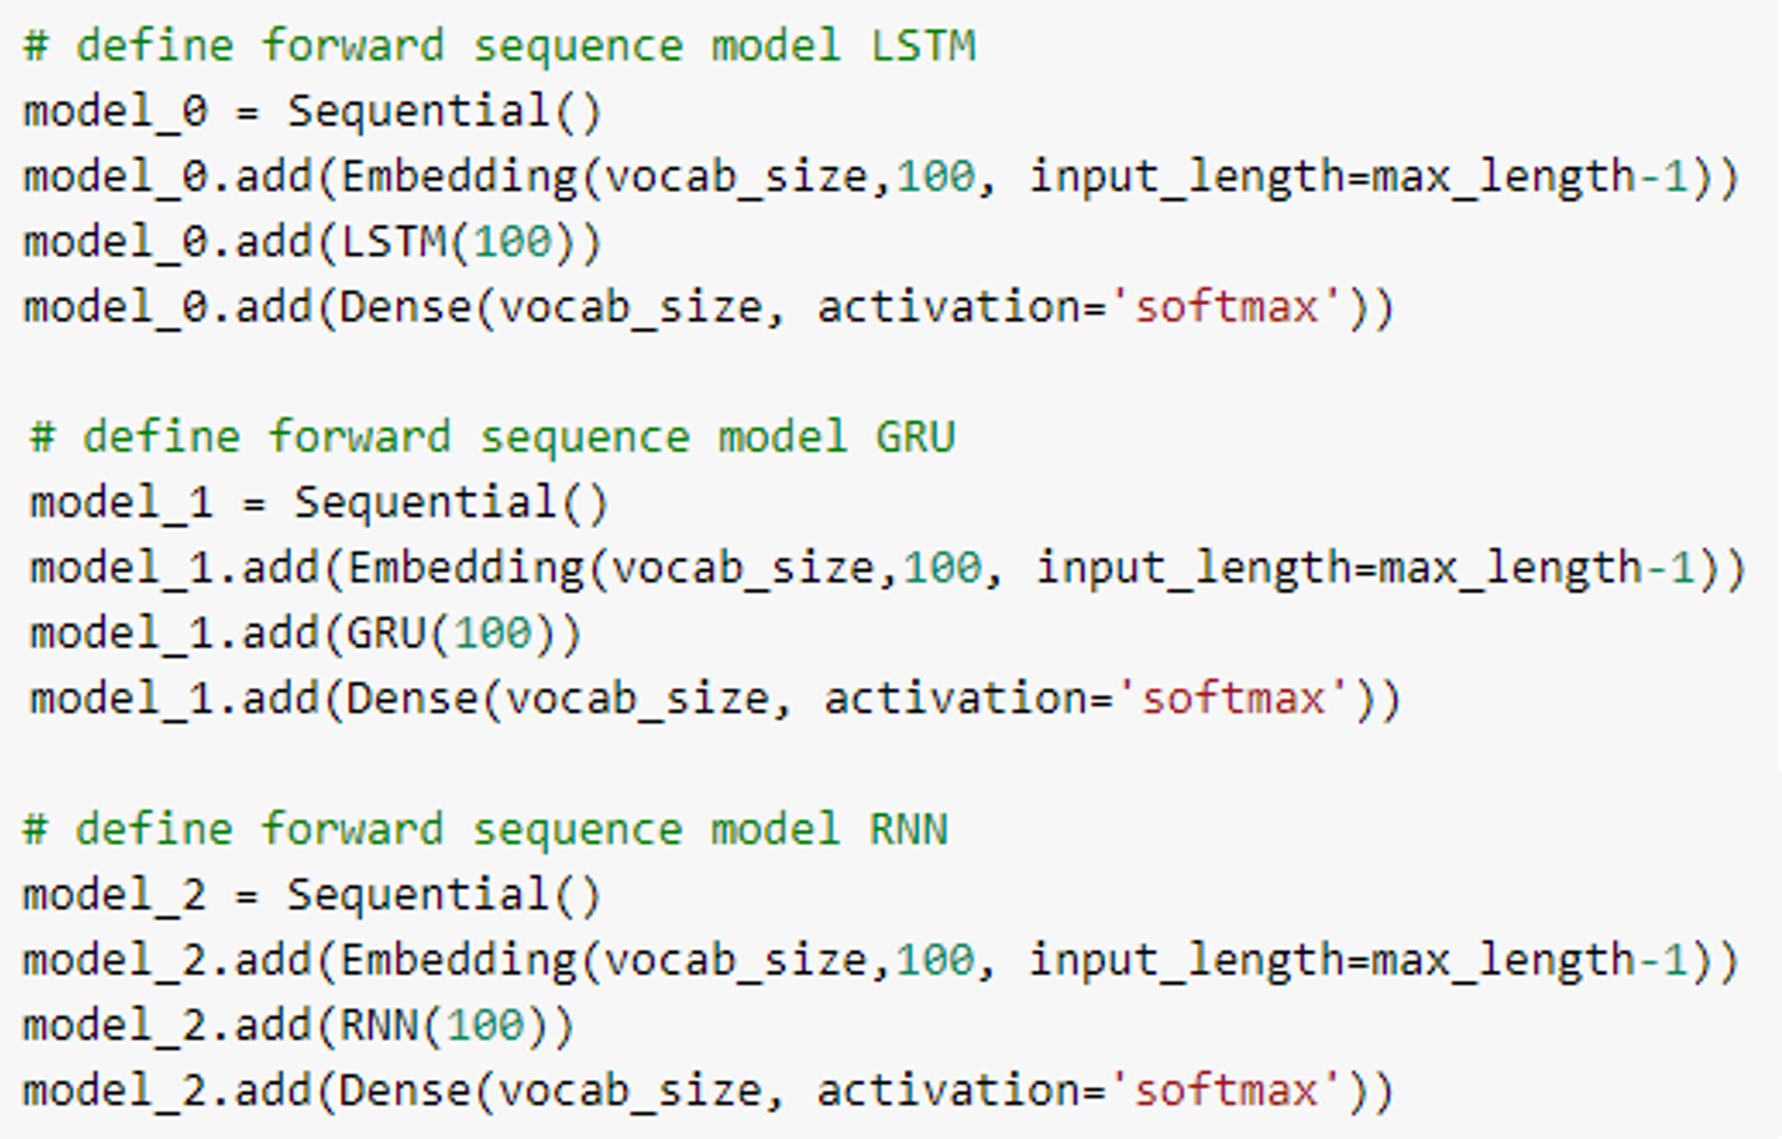 # define forward sequence model LSTM
model_0 = Sequential()
model_0.add(Embedding(vocab_size,100, input_length=max_length-1))
model_0.add(LSTM(100))
model_0.add(Dense(vocab_size, activation='softmax'))
# define forward sequence model GRU
model_1 = Sequential()
model_1.add(Embedding(vocab_size,100, input_length=max_length-1))
model_1.add(GRU(100))
model_1.add(Dense(vocab_size, activation='softmax'))
# define forward sequence model RNN
model_2 = Sequential()
model_2.add(Embedding(vocab_size,100, input_length=max_length-1))
model_2.add(RNN(100))
model_2.add(Dense(vocab_size, activation='softmax'))